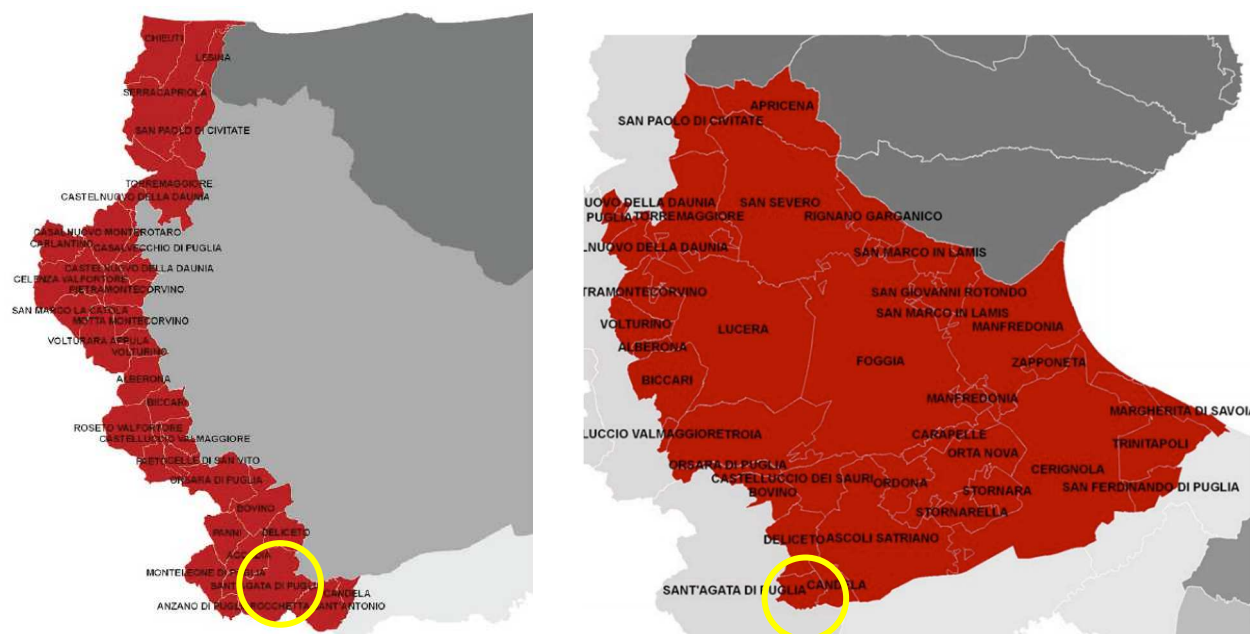 CHIEUTI
LESINA
SERRACAPRIOLA
SAN PAOLO DI CIVITATE
TORREMAGGIORE
CASTELNUOVO DELLA DAUNIA
CASALNUOVO MONTEROTARO
CARLANTINO
CASALVECCHIO DI PUGLIA
CASTELNUOVO DELLA DAUNIA
CELENZA VALFORTORE
PIETRAMONTECORVINO
SAN MARCO LA CATOLA
MOTTA MONTECORVINO
VOLTURARA APPULA
VOLTURINO
ALBERONA
BICCARI
ROSETO VALFORTORE
CASTELLUCCIO VALMAGGIORE
CELLE DI SAN VITO
ORSARA DI PUGLIA
BOVINO
PANNI
DELICETO
ACCADIA
MONTELEONE DI PUGLIA
SANT'AGATA DI PUGLIA
CANDELA
ANZANO DI PUGLIA
ROCCHETTA SANT'ANTONIO
APRICENA
SAN PAOLO DI CIVITATE
NUOVO DELLA DAUNIA
SAN SEVERO
PUGLIA
TORREMAGGIORE
RIGNANO GARGANICO
LNUOVO DELLA DAUNIA
SAN MARCO IN LAMIS
TRAMONTECORVINO
SAN GIOVANNI ROTONDO
SAN MARCO IN LAMIS
VOLTURINO
LUCERA
MANFREDONIA
ALBERONA
FOGGIA
ZAPPONETA
BICCARI
MANFREDONIA
MARGHERITA DI SAVOIA
LUCCIO VALMAGGIORE
TROIA
CARAPELLE
TRINITAPOLI
ORTA NOVA
ORSARA DI PUGLIA
CERIGNOLA
CASTELLUCCIO DEI SAURI
ORDONA
BOVINO
STORNARA
SAN FERDINANDO DI PUGLIA
STORNARELLA
DELICETO
ASCOLI SATRIANO
SANT'AGATA DI PUGLIA
CANDELA